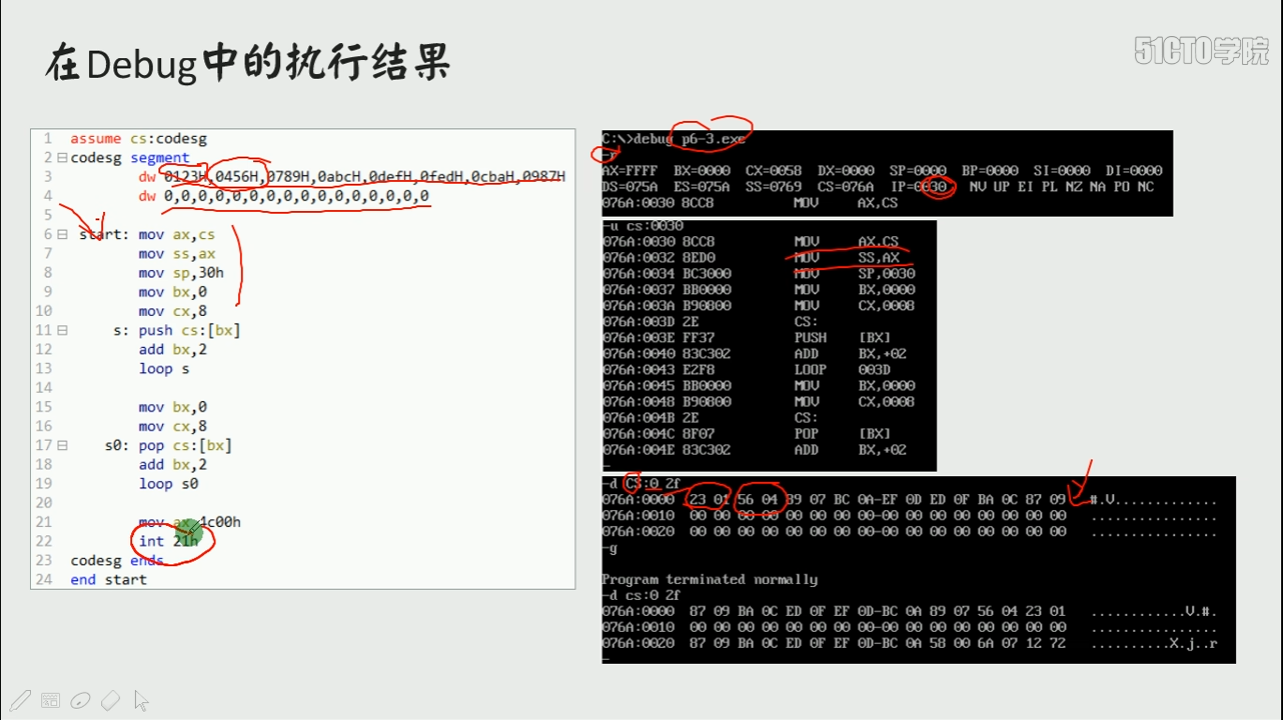 在Debug中的执行结果
51CTO学院
1 assume cs:codesg
2 codesg segment
3 dw 0123H,0456H,0789H,0abcH,0defH,0fedH,0cbaH,0987H
4 dw 0,0,0,0,0,0,0,0,0,0,0,0,0,0,0,0
5
6 start: mov ax,cs
7 mov ss,ax
8 mov sp,30h
9 mov bx,0
10 mov cx,8
11 s: push cs:[bx]
12 add bx,2
13 loop s
14
15 mov bx,0
16 mov cx,8
17 s0: pop cs:[bx]
18 add bx,2
19 loop s0
20
21 mov ax,4c00h
22 int 21h
23 codesg ends
24 end start
C:\>debug p6-3.exe
-r
AX=FFFF BX=0000 CX=0058 DX=0000 SP=0000 BP=0000 SI=0000 DI=0000
DS=075A ES=075A SS=0769 CS=076A IP=0030 NV UP EI PL NZ NA PO NC
076A:0030 8CC8 MOV AX,CS
-u cs:0030
076A:0030 8CC8 MOV AX,CS
076A:0032 8ED0 MOV SS,AX
076A:0034 BC3000 MOV SP,0030
076A:0037 BB0000 MOV BX,0000
076A:003A B90800 MOV CX,0008
076A:003D 2E CS:
076A:003E FF37 PUSH [BX]
076A:0040 83C302 ADD BX,+02
076A:0043 E2F8 LOOP 003D
076A:0045 BB0000 MOV BX,0000
076A:0048 B90800 MOV CX,0008
076A:004B 2E CS:
076A:004C 8F07 POP [BX]
076A:004E 83C302 ADD BX,+02
-d CS:0 2f
076A:0000 23 01 56 04 89 07 BC 0A-EF 0D ED 0F BA 0C 87 09 #.V.............
076A:0010 00 00 00 00 00 00 00 00-00 00 00 00 00 00 00 00 ................
076A:0020 00 00 00 00 00 00 00 00-00 00 00 00 00 00 00 00 ................
-g
Program terminated normally
-d cs:0 2f
076A:0000 87 09 BA 0C ED 0F EF 0D-BC 0A 89 07 56 04 23 01 ............V.#.
076A:0010 00 00 00 00 00 00 00 00-00 00 00 00 00 00 00 00 ................
076A:0020 87 09 BA 0C ED 0F EF 0D-BC 0A 58 00 6A 07 12 72 ..........X.j..r